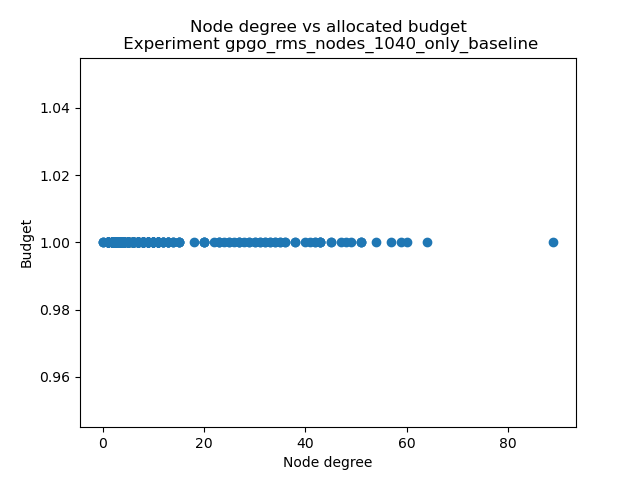 Node degree vs allocated budget
Experiment gpgo_rms_nodes_1040_only_baseline
1.04
1.02
1.00
0.98
0.96
Budget
0
20
40
60
80
Node degree